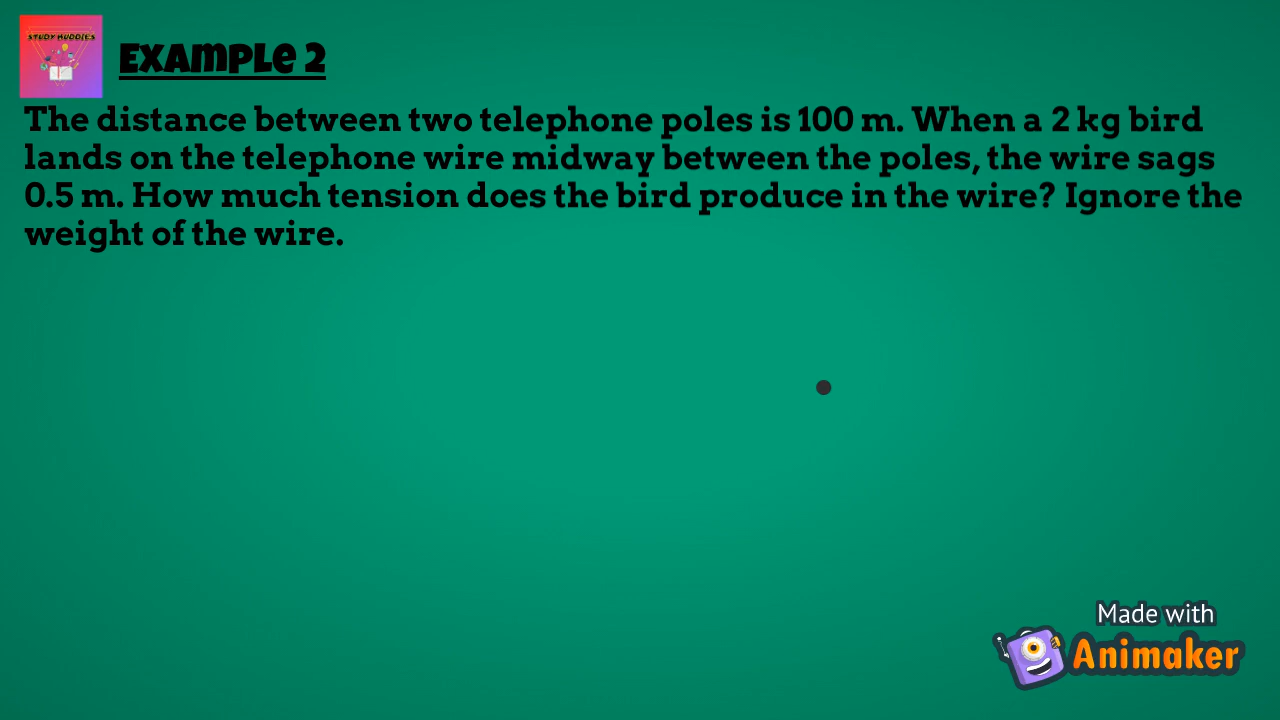 STUDY HUDDLES
Example 2
The distance between two telephone poles is 100 m. When a 2 kg bird
lands on the telephone wire midway between the poles, the wire sags
0.5 m. How much tension does the bird produce in the wire? Ignore the
weight of the wire.
Made with
Animaker